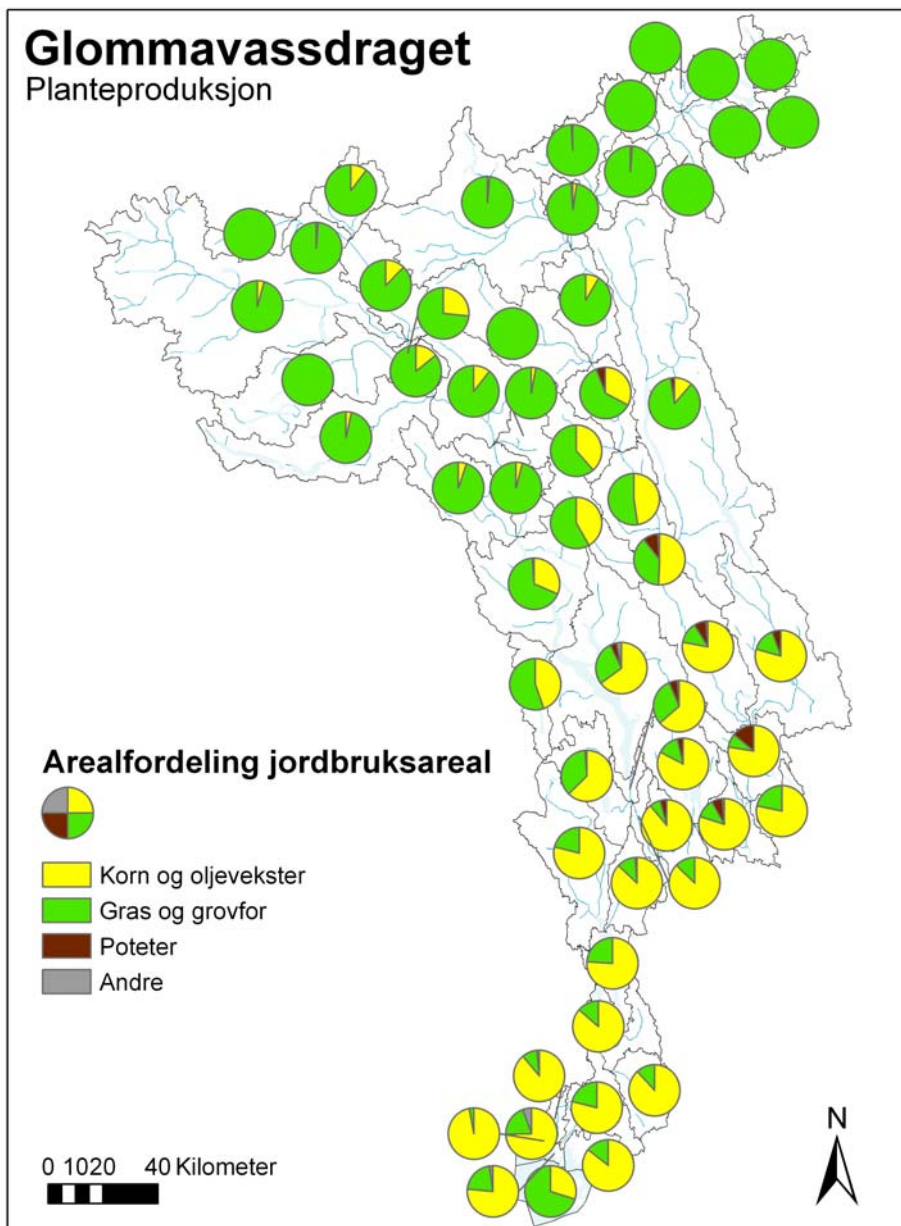 Glommavassdraget
Planteproduksjon
Arealfordeling jordbruksareal
Korn og oljevekster
Gras og grovfor
Poteter
Andre
0 1020 40 Kilometer
N